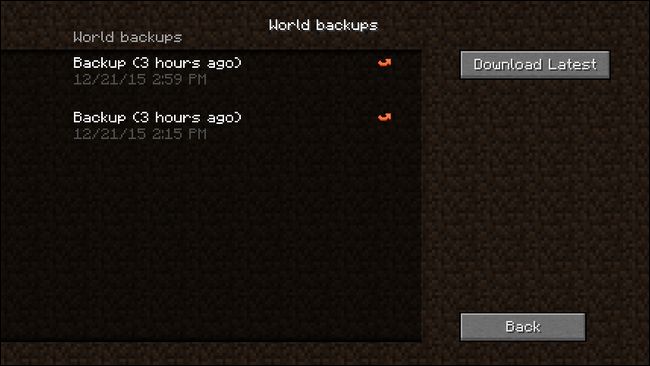 World backups
World backups
Backup (3 hours ago)
12/21/15 2:59 PM
Backup (3 hours ago)
12/21/15 2:15 PM
Download Latest
Back